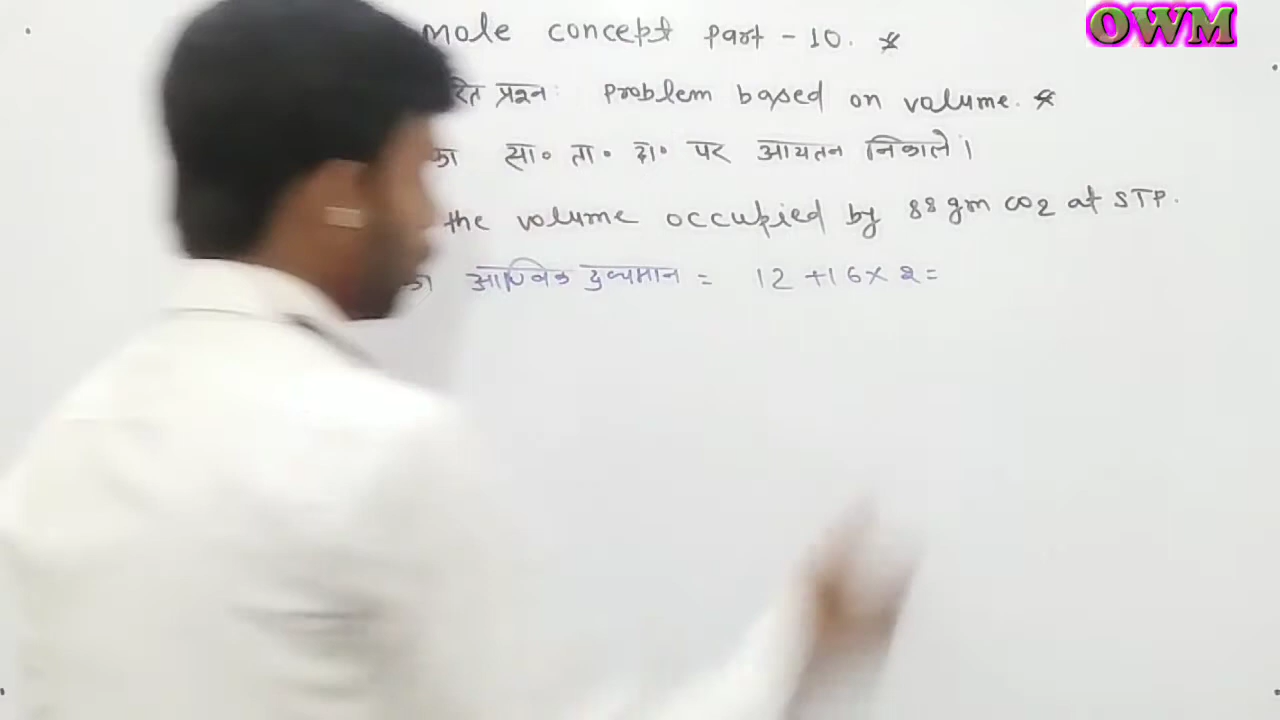 mole concept part - 10. *
OWM
प्रश्न: Problem based on volume. *
का सा० ता० दा० पर आयतन निकाले।
the volume occupied by 88 gm CO2 at STP.
का आण्विक द्रव्यमान = 12 + 16 x 2 =